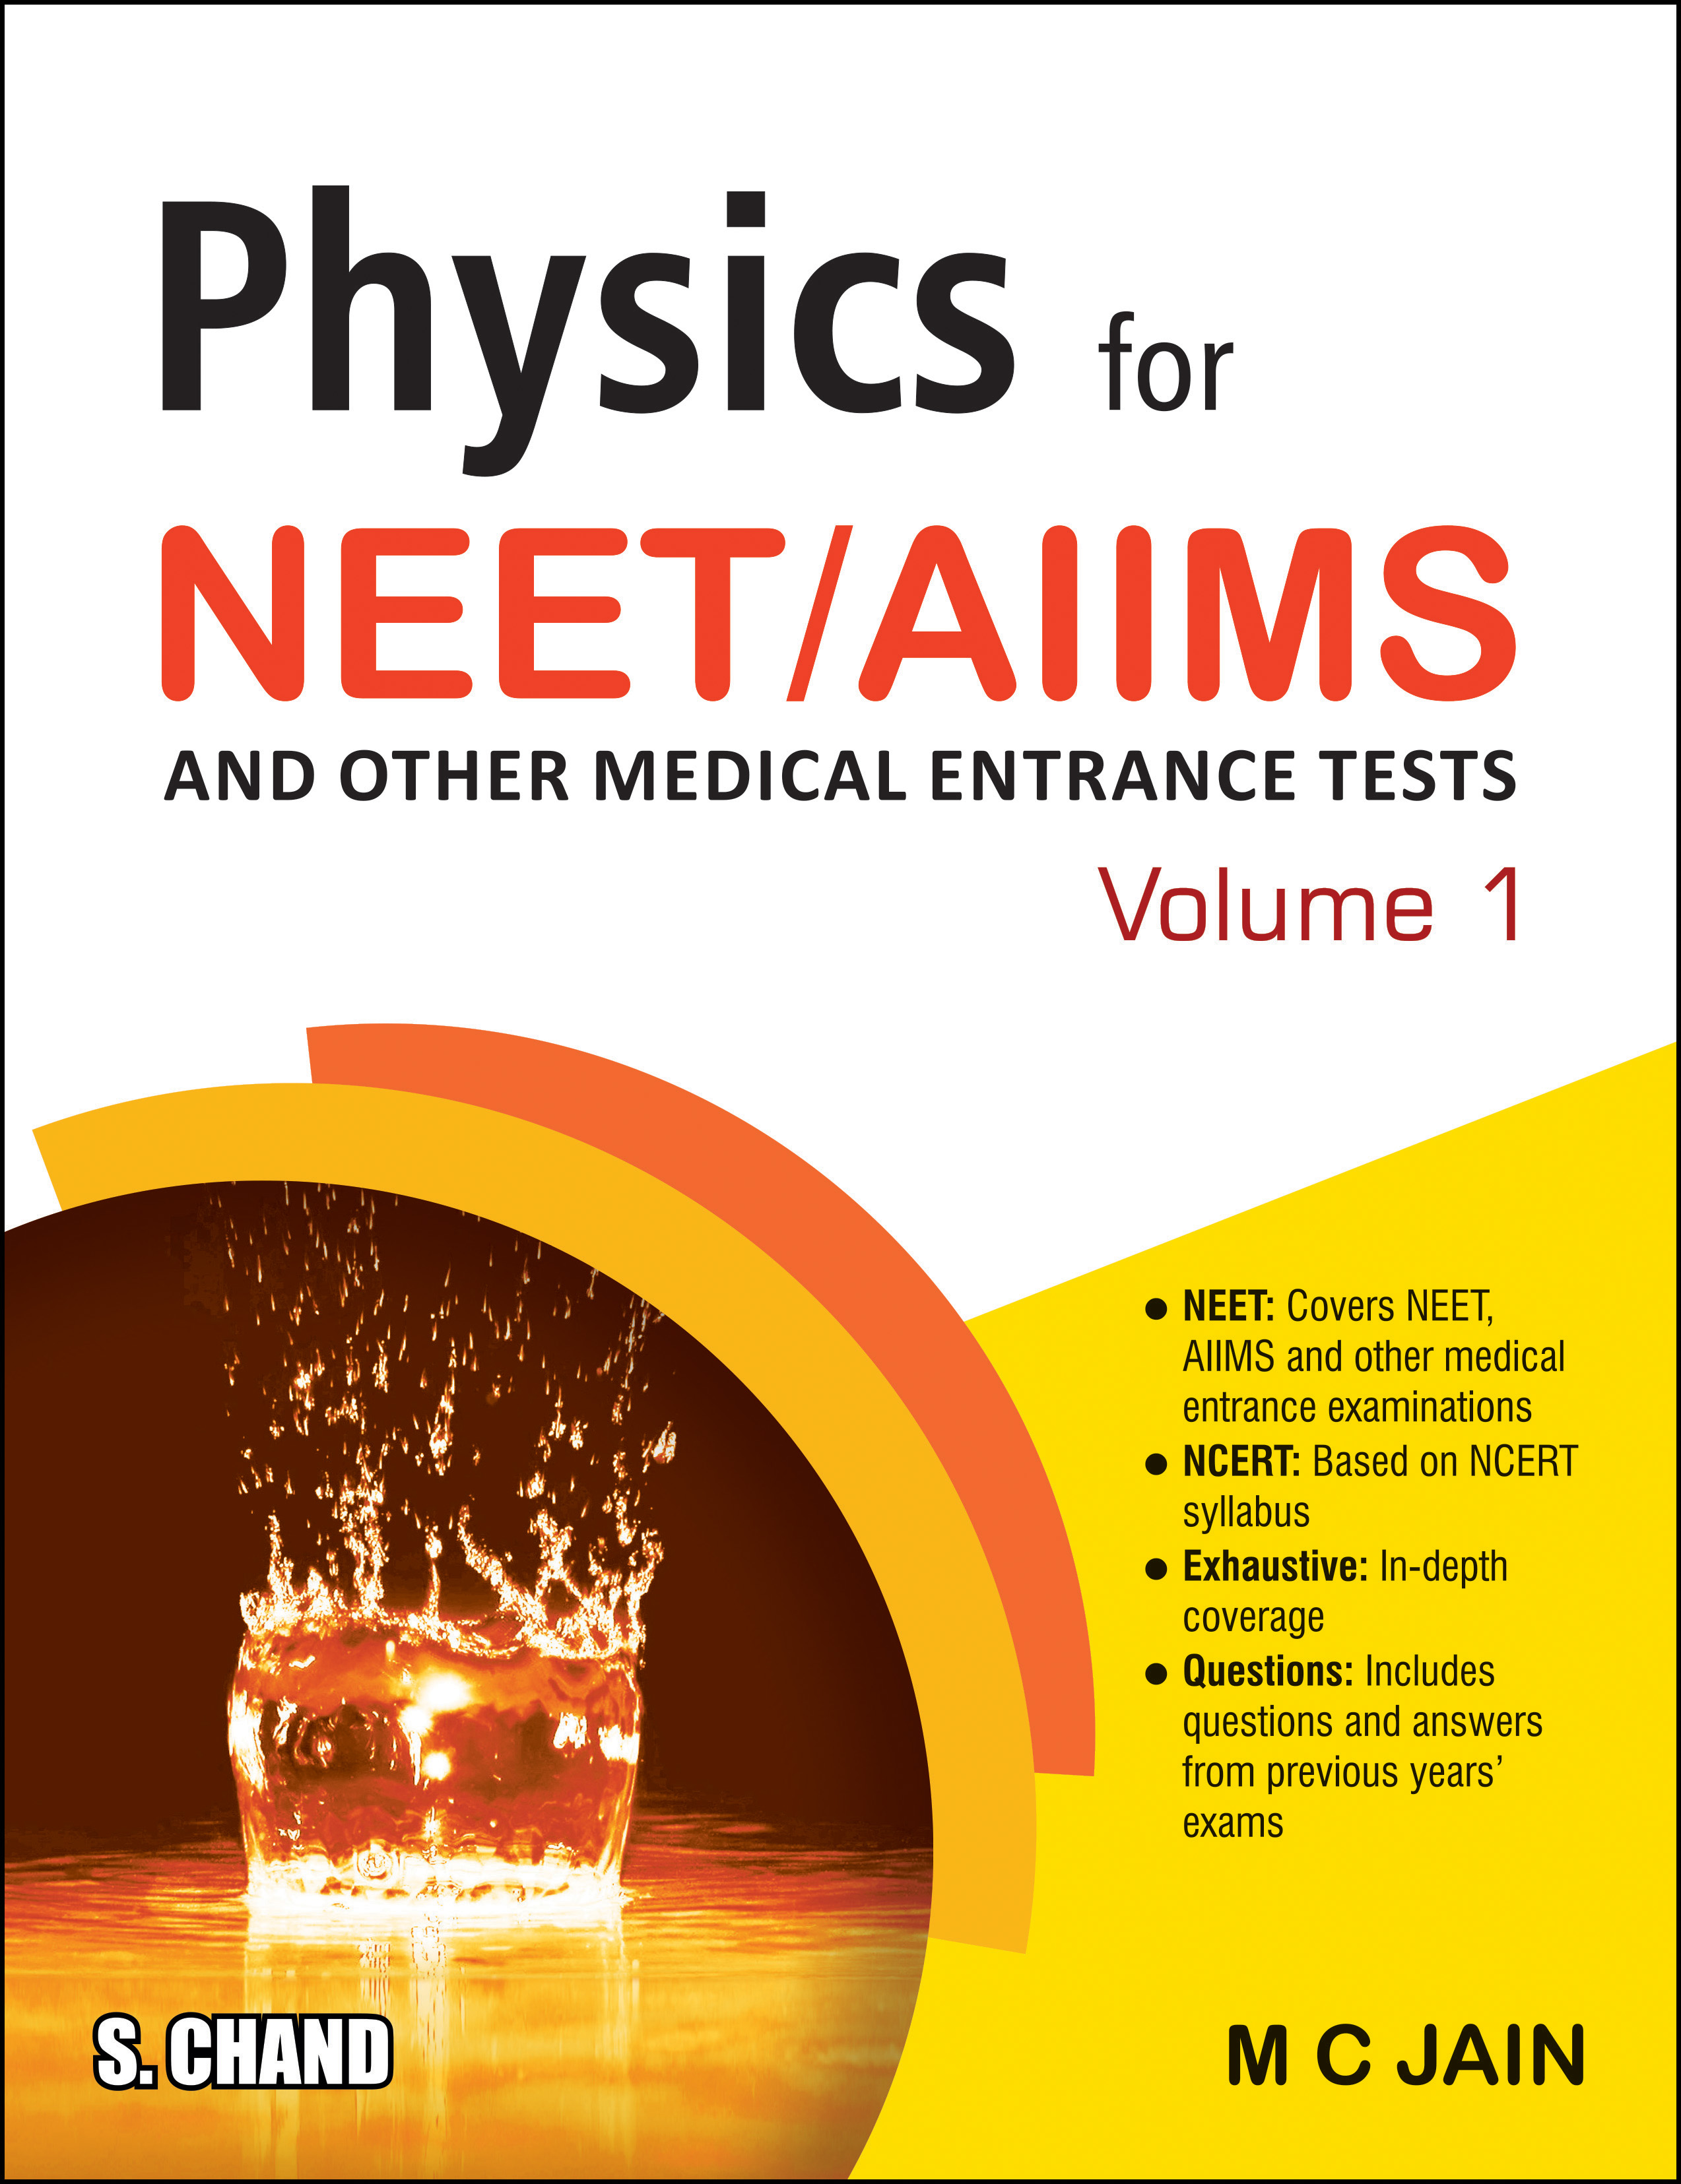 Physics for
NEET/AIIMS
AND OTHER MEDICAL ENTRANCE TESTS
Volume 1
● NEET: Covers NEET,
AIIMS and other medical
entrance examinations
● NCERT: Based on NCERT
syllabus
● Exhaustive: In-depth
coverage
● Questions: Includes
questions and answers
from previous years’
exams
S. CHAND
M C JAIN